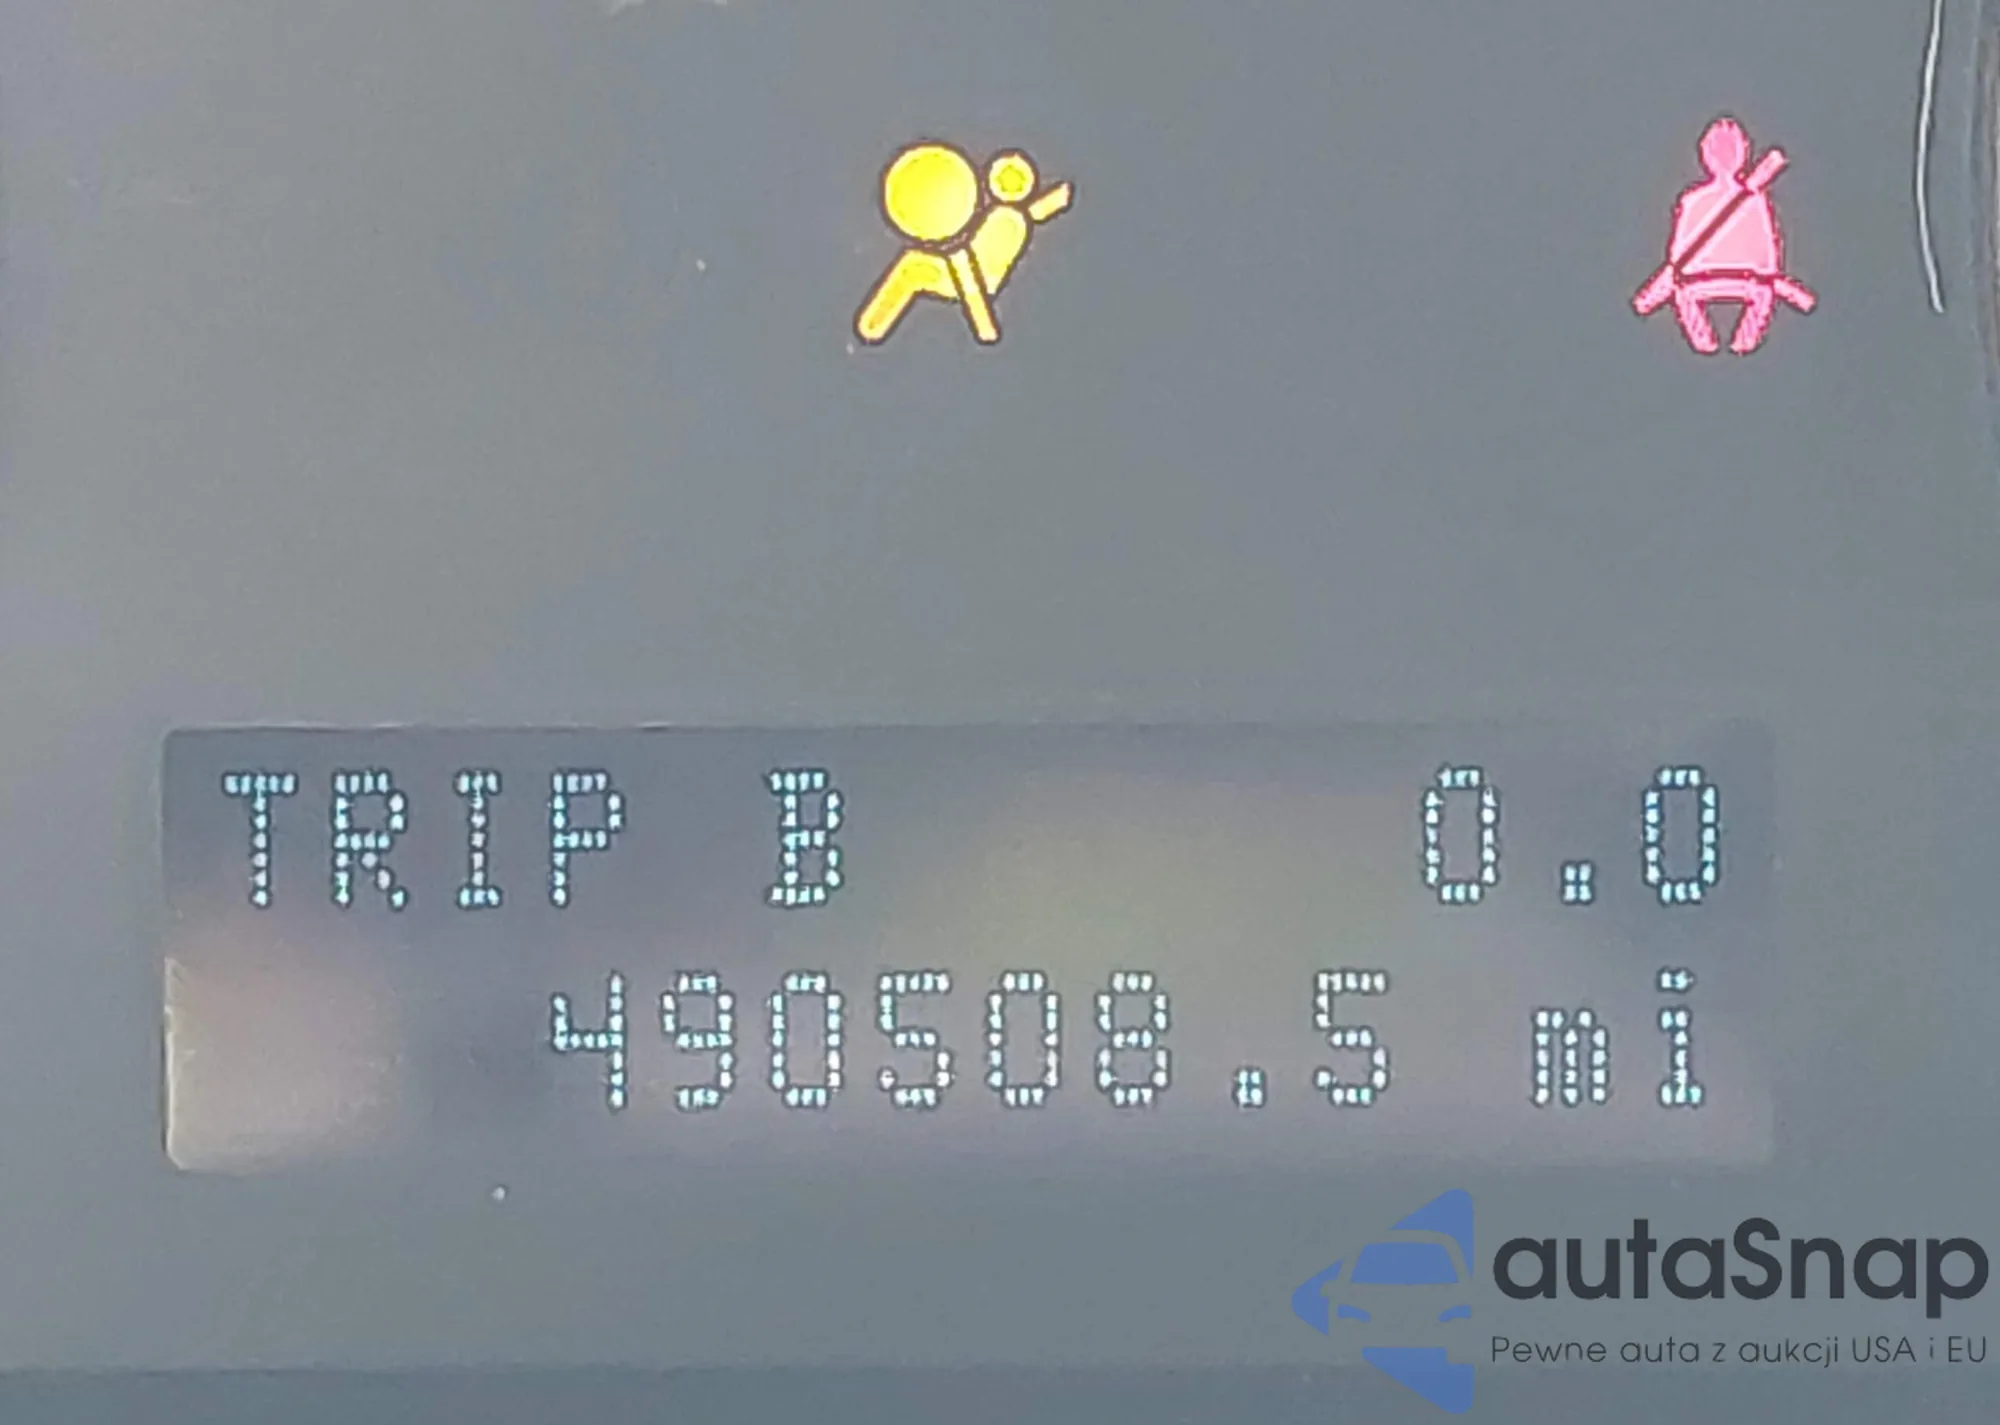 TRIP B 0.0
490508.5 mi
autaSnap
Pewne auta z aukcji USA i EU